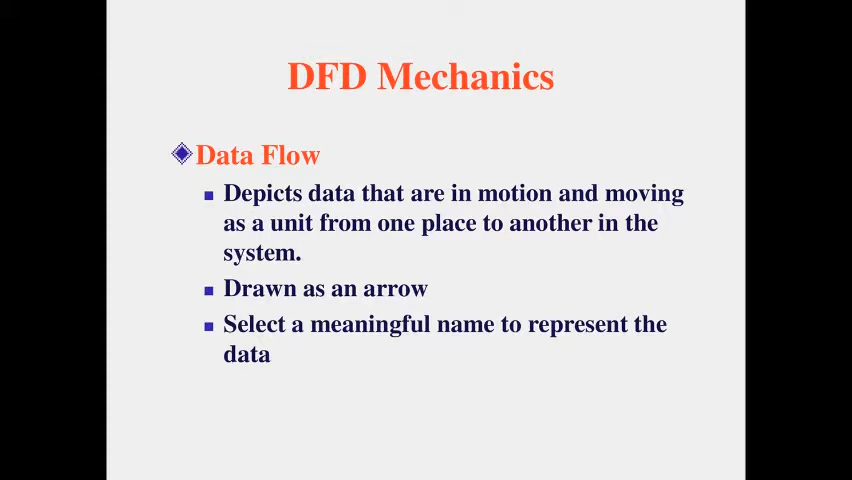 DFD Mechanics
Data Flow
Depicts data that are in motion and moving
as a unit from one place to another in the
system.
Drawn as an arrow
Select a meaningful name to represent the
data